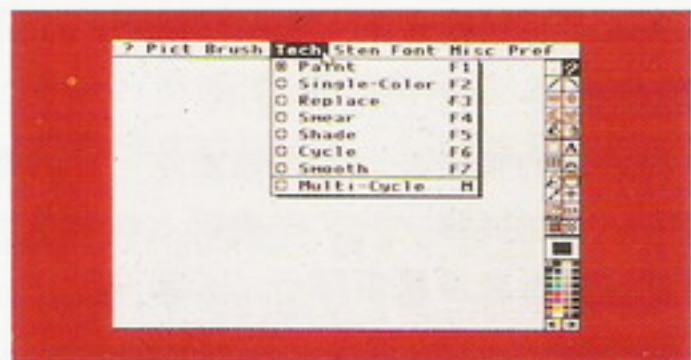 ? Pict Brush Tech Sten Font Misc Pref
Paint F1
Single-Color F2
Replace F3
Smear F4
Shade F5
Cycle F6
Smooth F7
Multi-Cycle M
A